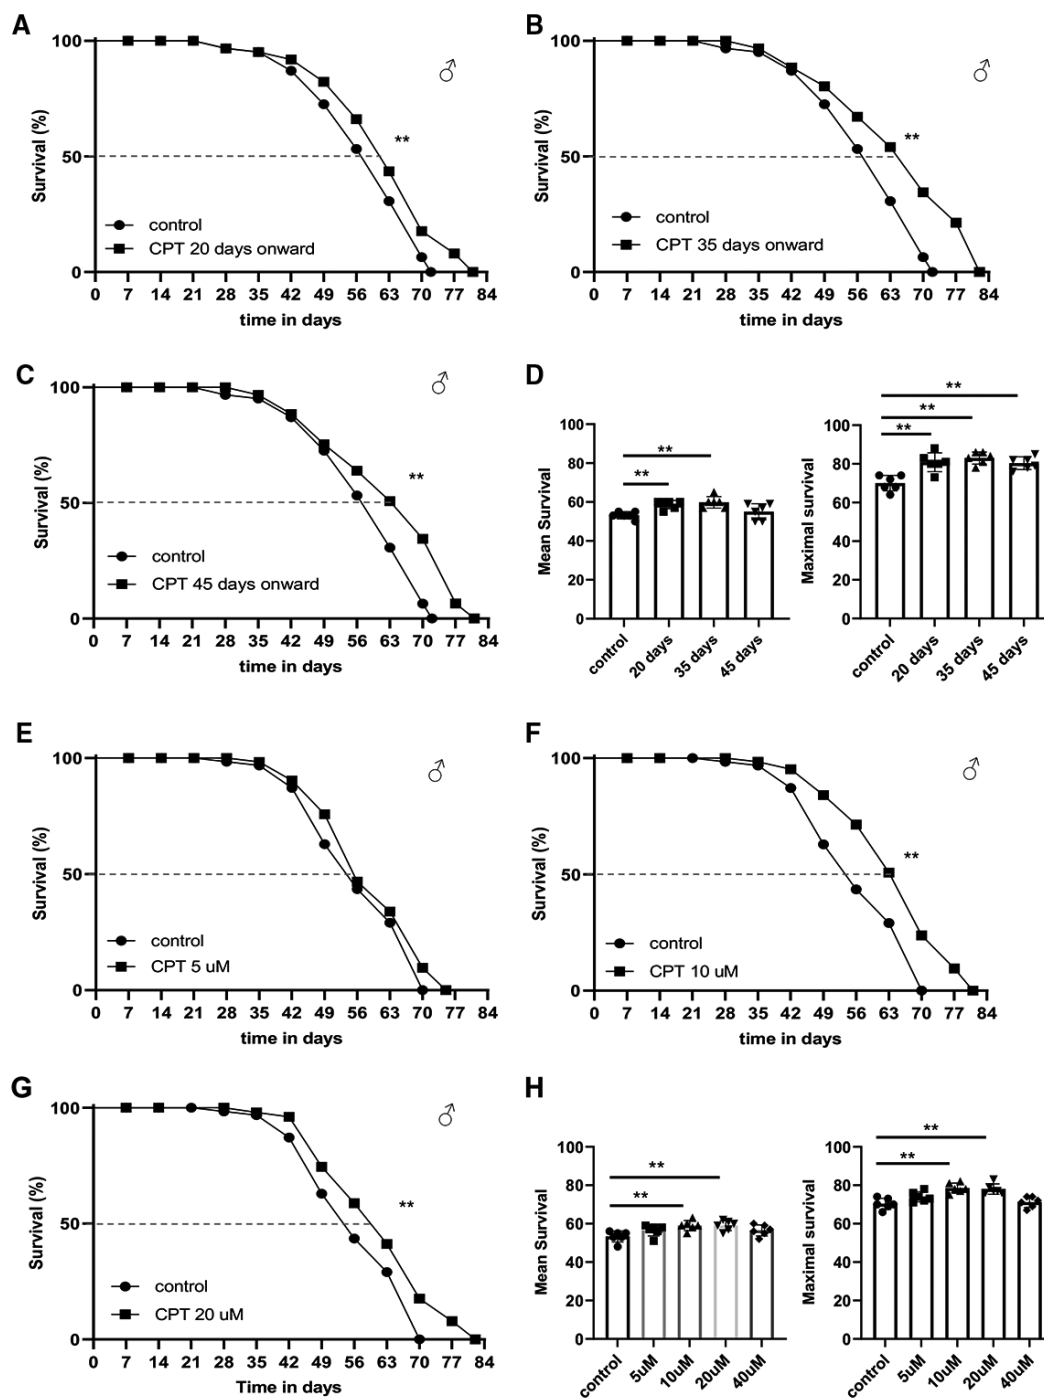 A
100
50
0
Survival (%)
♂
**
control
CPT 20 days onward
0 7 14 21 28 35 42 49 56 63 70 77 84
time in days
B
100
50
0
Survival (%)
♂
**
control
CPT 35 days onward
0 7 14 21 28 35 42 49 56 63 70 77 84
time in days
C
100
50
0
Survival (%)
♂
**
control
CPT 45 days onward
0 7 14 21 28 35 42 49 56 63 70 77 84
time in days
D
100
80
60
40
20
0
Mean Survival
**
**
control 20 days 35 days 45 days
100
80
60
40
20
0
Maximal survival
**
**
**
control 20 days 35 days 45 days
E
100
50
0
Survival (%)
♂
control
CPT 5 uM
0 7 14 21 28 35 42 49 56 63 70 77 84
time in days
F
100
50
0
Survival (%)
♂
**
control
CPT 10 uM
0 7 14 21 28 35 42 49 56 63 70 77 84
time in days
G
100
50
0
Survival (%)
♂
**
control
CPT 20 uM
0 7 14 21 28 35 42 49 56 63 70 77 84
Time in days
H
100
80
60
40
20
0
Mean Survival
**
**
control 5uM 10uM 20uM 40uM
100
80
60
40
20
0
Maximal survival
**
**
control 5uM 10uM 20uM 40uM